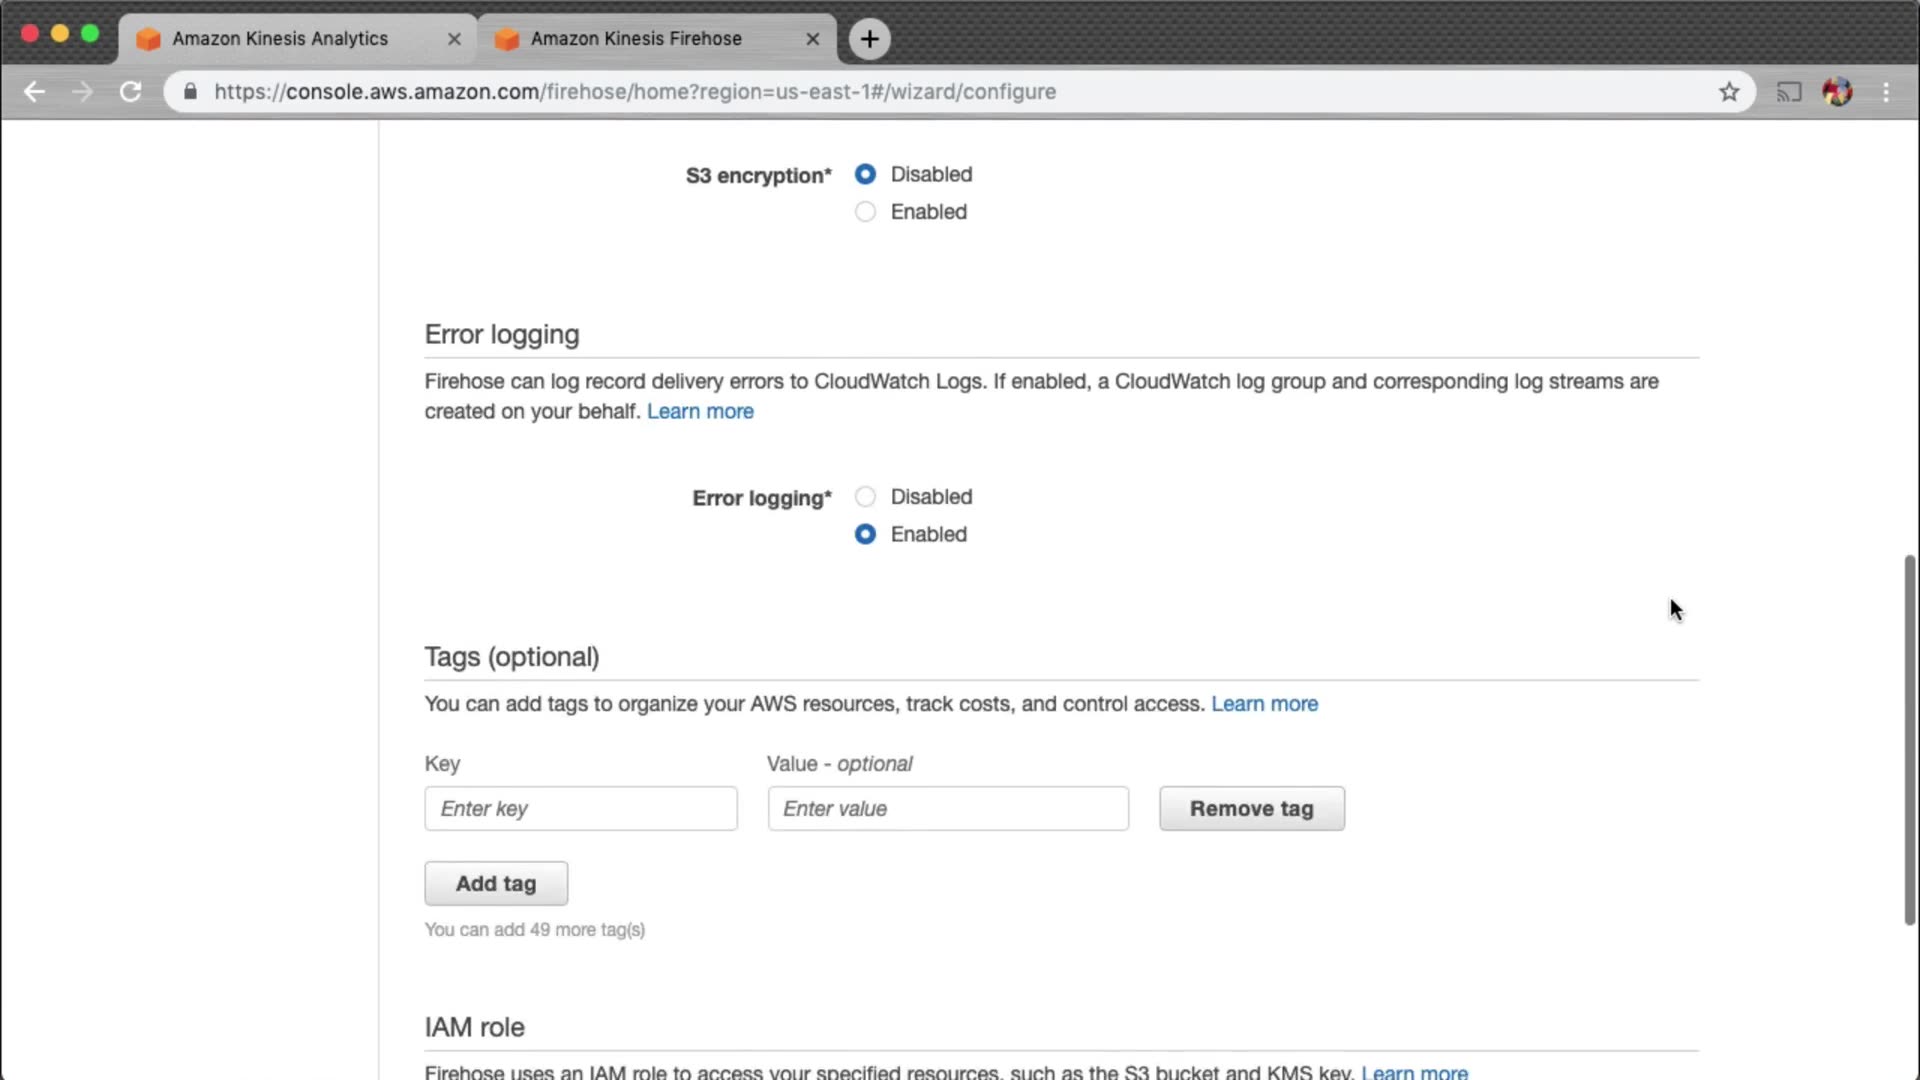 Amazon Kinesis Analytics
Amazon Kinesis Firehose
https://console.aws.amazon.com/firehose/home?region=us-east-1#/wizard/configure
S3 encryption*
Disabled
Enabled
Error logging
Firehose can log record delivery errors to CloudWatch Logs. If enabled, a CloudWatch log group and corresponding log streams are
created on your behalf. Learn more
Error logging*
Disabled
Enabled
Tags (optional)
You can add tags to organize your AWS resources, track costs, and control access. Learn more
Key
Value - optional
Enter key
Enter value
Remove tag
Add tag
You can add 49 more tag(s)
IAM role
Firehose uses an IAM role to access your specified resources, such as the S3 bucket and KMS key. Learn more